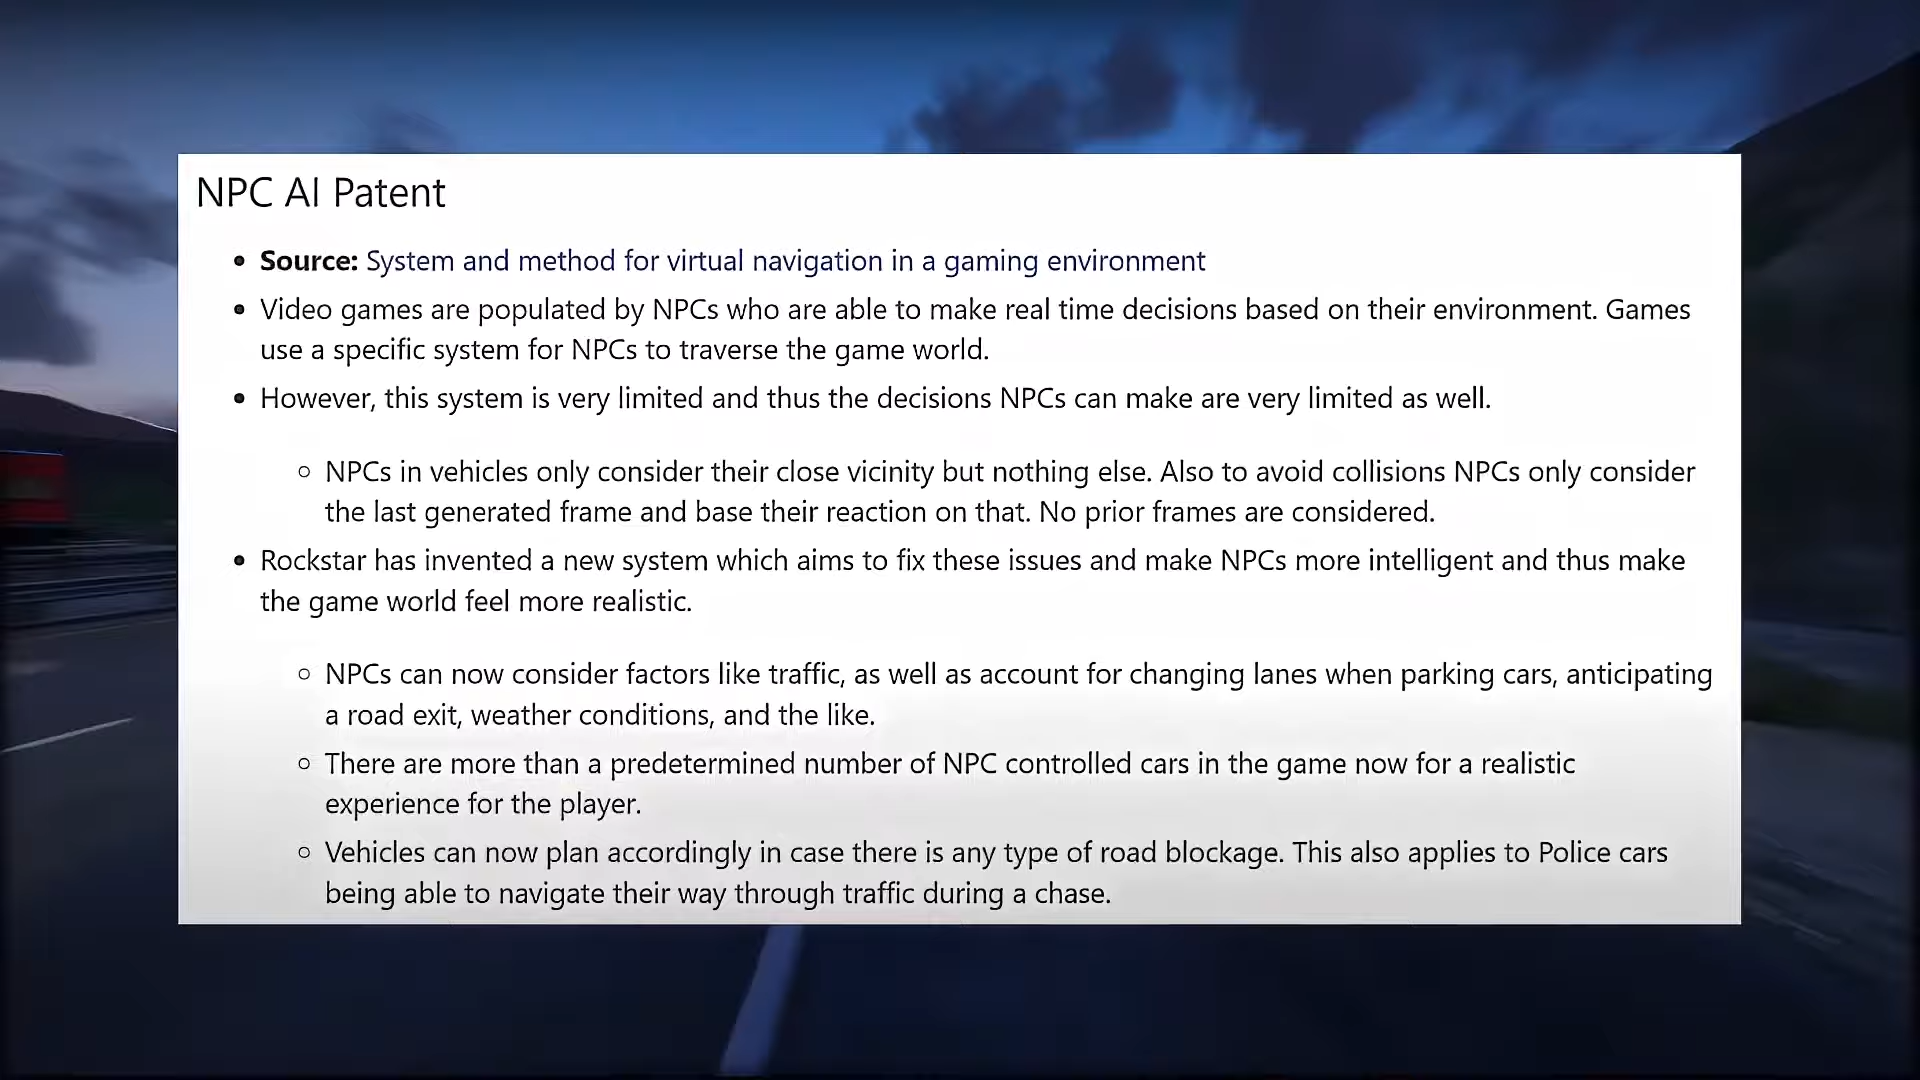 NPC AI Patent
• Source: System and method for virtual navigation in a gaming environment
• Video games are populated by NPCs who are able to make real time decisions based on their environment. Games
use a specific system for NPCs to traverse the game world.
• However, this system is very limited and thus the decisions NPCs can make are very limited as well.
○ NPCs in vehicles only consider their close vicinity but nothing else. Also to avoid collisions NPCs only consider
the last generated frame and base their reaction on that. No prior frames are considered.
• Rockstar has invented a new system which aims to fix these issues and make NPCs more intelligent and thus make
the game world feel more realistic.
○ NPCs can now consider factors like traffic, as well as account for changing lanes when parking cars, anticipating
a road exit, weather conditions, and the like.
○ There are more than a predetermined number of NPC controlled cars in the game now for a realistic
experience for the player.
○ Vehicles can now plan accordingly in case there is any type of road blockage. This also applies to Police cars
being able to navigate their way through traffic during a chase.